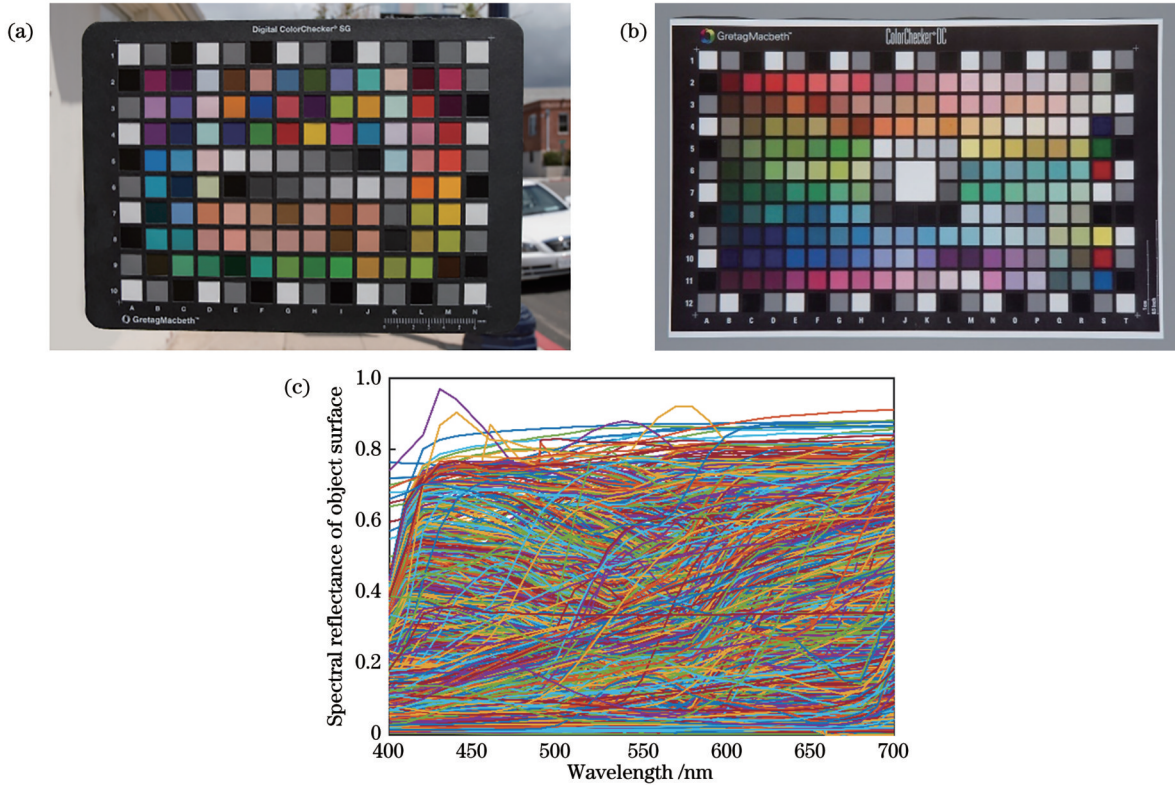 (a)
Digital ColorChecker® SG
1
2
3
4
5
6
7
8
9
10
A B C D E F G H I J K L M N
GretagMacbeth™
(b)
GretagMacbeth™
ColorChecker® DC
1
2
3
4
5
6
7
8
9
10
11
12
A B C D E F G H I J K L M N O P Q R S T
(c)
Spectral reflectance of object surface
1.0
0.8
0.6
0.4
0.2
0
400 450 500 550 600 650 700
Wavelength /nm